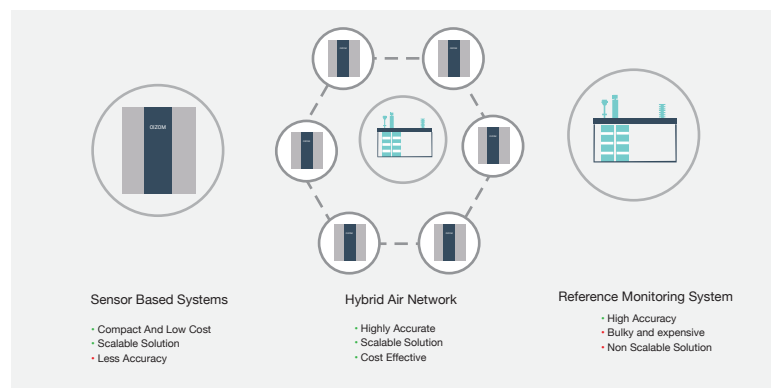 OIZOM
Sensor Based Systems
• Compact And Low Cost
• Scalable Solution
• Less Accuracy
Hybrid Air Network
• Highly Accurate
• Scalable Solution
• Cost Effective
Reference Monitoring System
• High Accuracy
• Bulky and expensive
• Non Scalable Solution